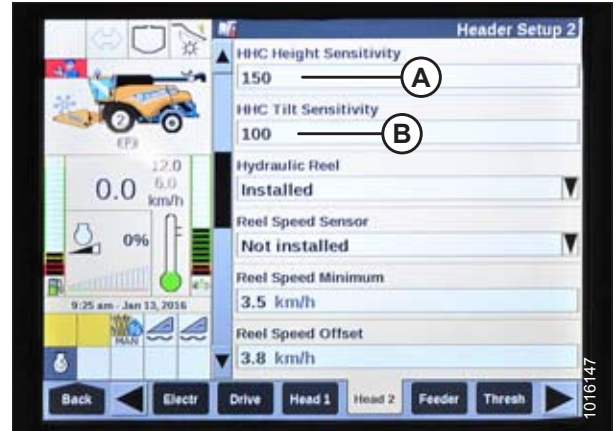 Header Setup 2
HHC Height Sensitivity
150
A
HHC Tilt Sensitivity
100
B
Hydraulic Reel
Installed
Reel Speed Sensor
Not installed
Reel Speed Minimum
3.5 km/h
Reel Speed Offset
3.8 km/h
2
0.0
12.0
6.0
km/h
0%
9:25 am - Jan 13, 2016
MAN
Back
Electr
Drive
Head 1
Head 2
Feeder
Thresh
1016147